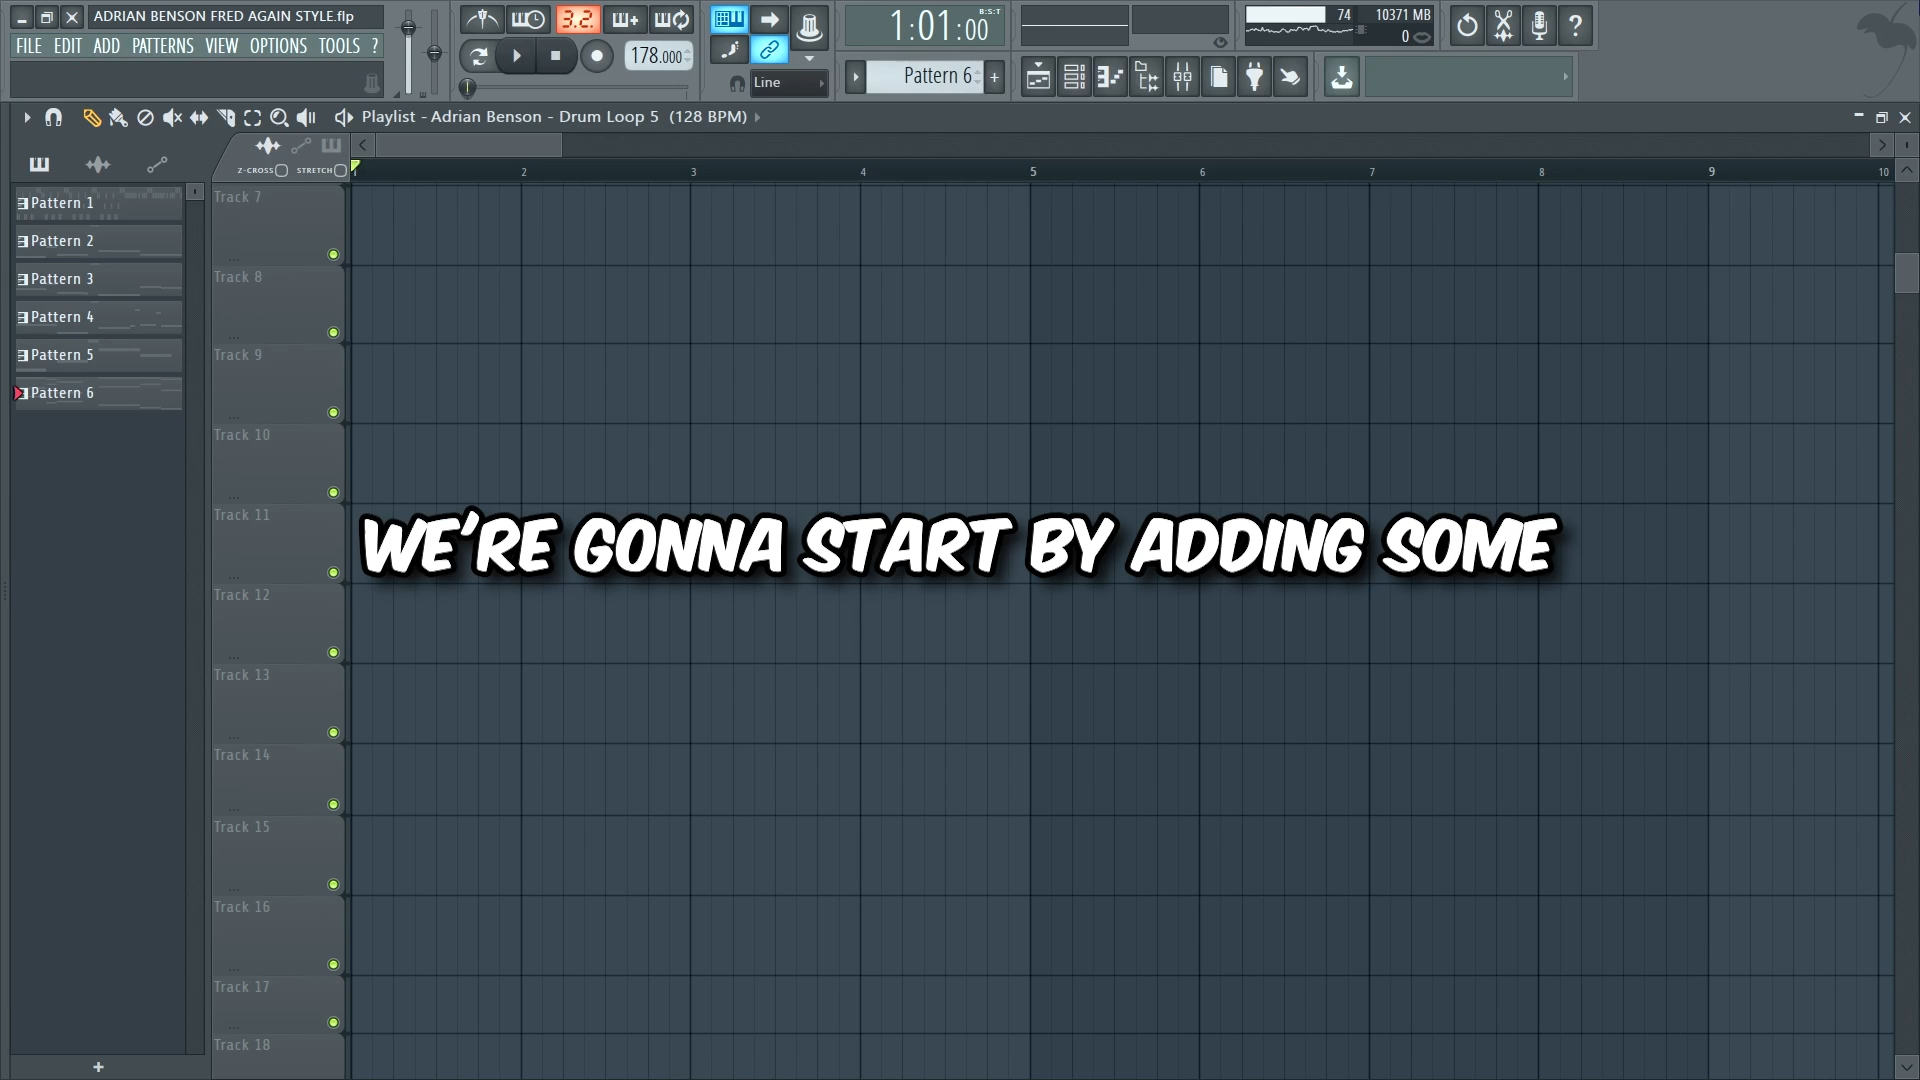 ADRIAN BENSON FRED AGAIN STYLE.flp
FILE EDIT ADD PATTERNS VIEW OPTIONS TOOLS ?
3.2.
178.000
Line
1:01:00
B:S:T
Pattern 6
+
74
10371 MB
0
?
Playlist - Adrian Benson - Drum Loop 5 (128 BPM)
Z-CROSS STRETCH
1 2 3 4 5 6 7 8 9 10
Pattern 1
Pattern 2
Pattern 3
Pattern 4
Pattern 5
Pattern 6
+
Track 7
Track 8
Track 9
Track 10
Track 11
Track 12
Track 13
Track 14
Track 15
Track 16
Track 17
Track 18
WE'RE GONNA START BY ADDING SOME